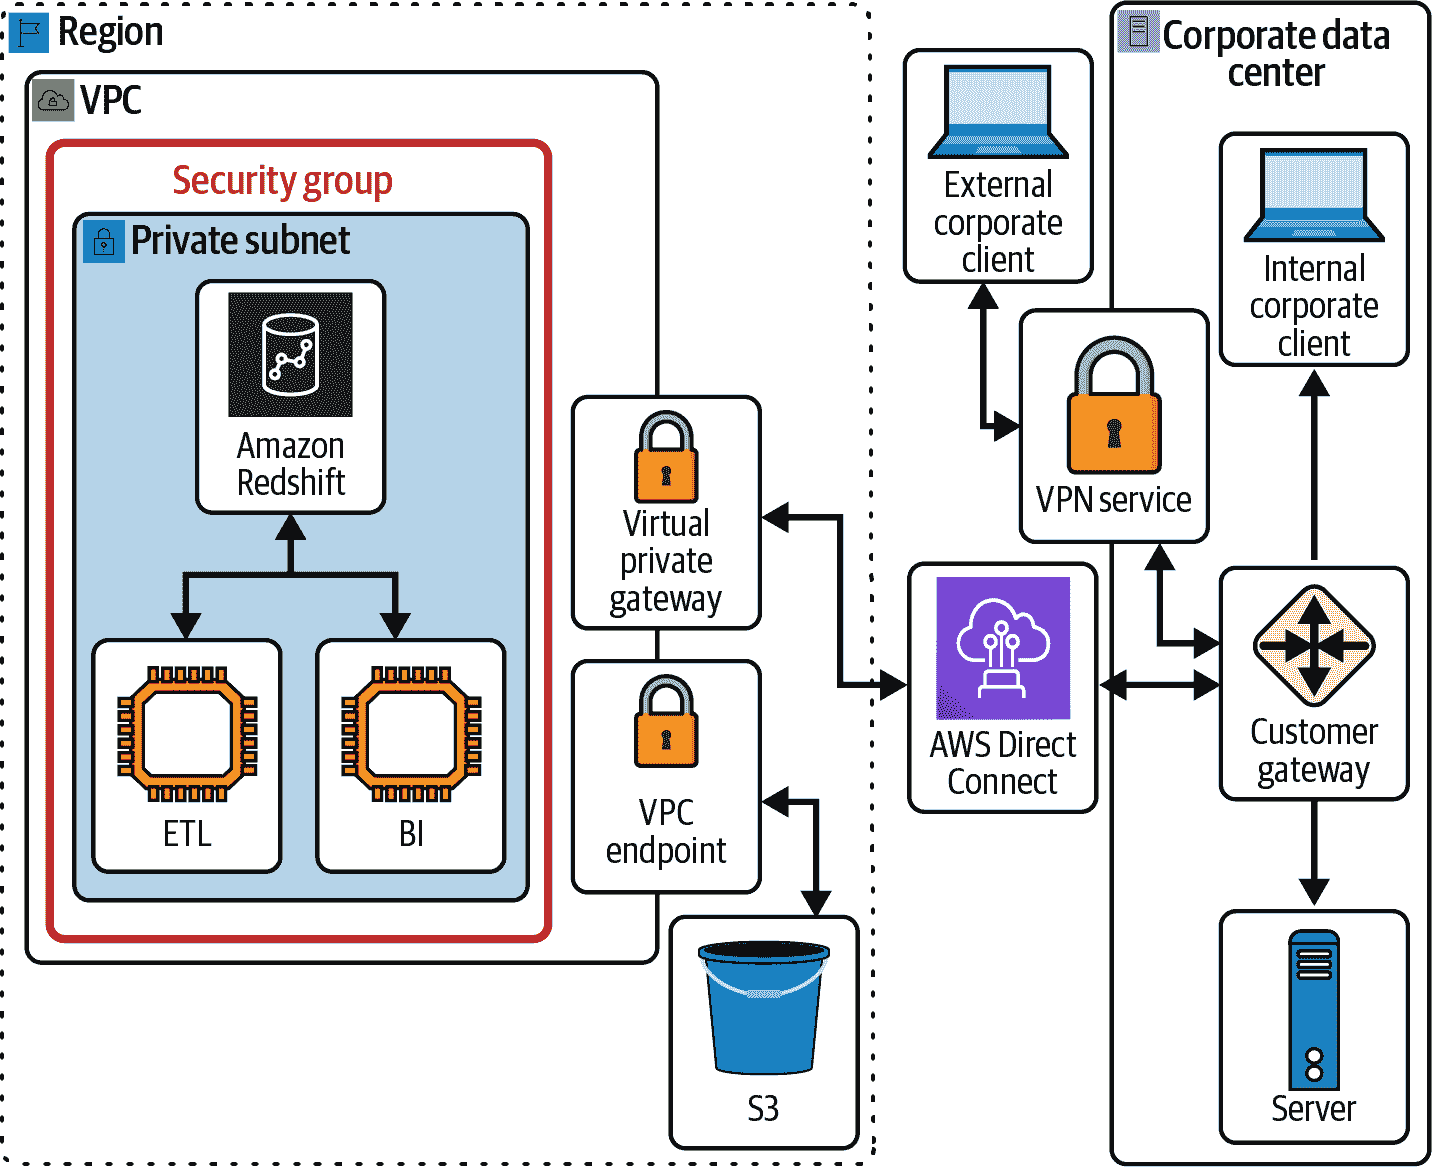 Region
VPC
Security group
Private subnet
Amazon
Redshift
ETL
BI
Virtual
private
gateway
VPC
endpoint
S3
External
corporate
client
VPN service
AWS Direct
Connect
Corporate data
center
Internal
corporate
client
Customer
gateway
Server